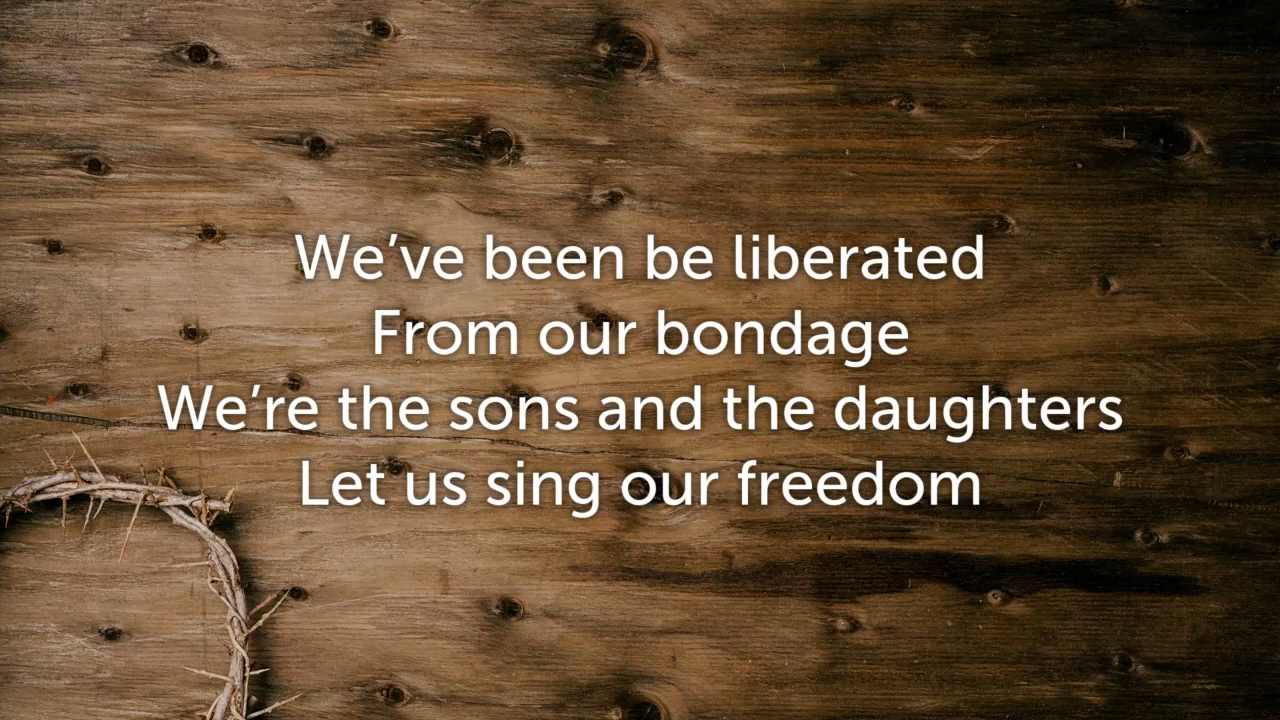 We’ve been be liberated
From our bondage
We’re the sons and the daughters
Let us sing our freedom